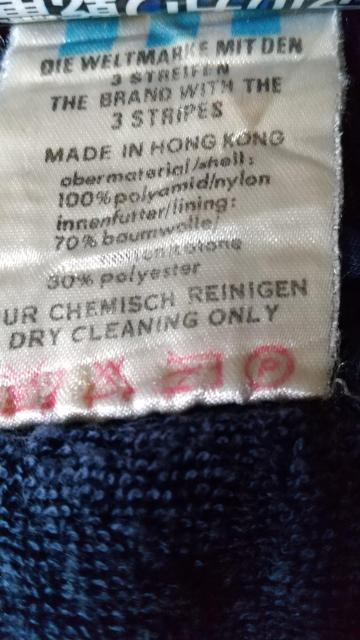 DIE WELTMARKE MIT DEN
3 STREIFEN
THE BRAND WITH THE
3 STRIPES
MADE IN HONG KONG
obermaterial/shell:
100% polyamid/nylon
innenfutter/lining:
70% baumwolle/
30% polyester
UR CHEMISCH REINIGEN
DRY CLEANING ONLY
P